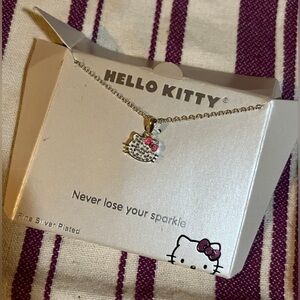 HELLO KITTY®
Never lose your sparkle
Fine Silver Plated